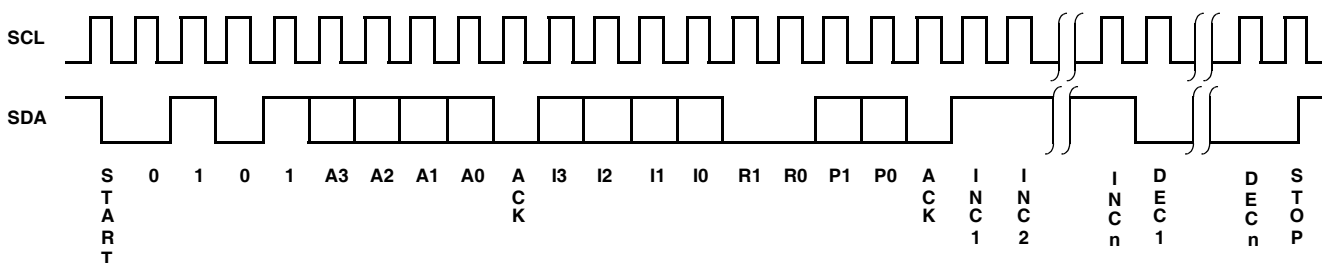 SCL
SDA
START 0 1 0 1 A3 A2 A1 A0 ACK I3 I2 I1 I0 R1 R0 P1 P0 ACK INC1 INC2 INCn DEC1 DECn STOP